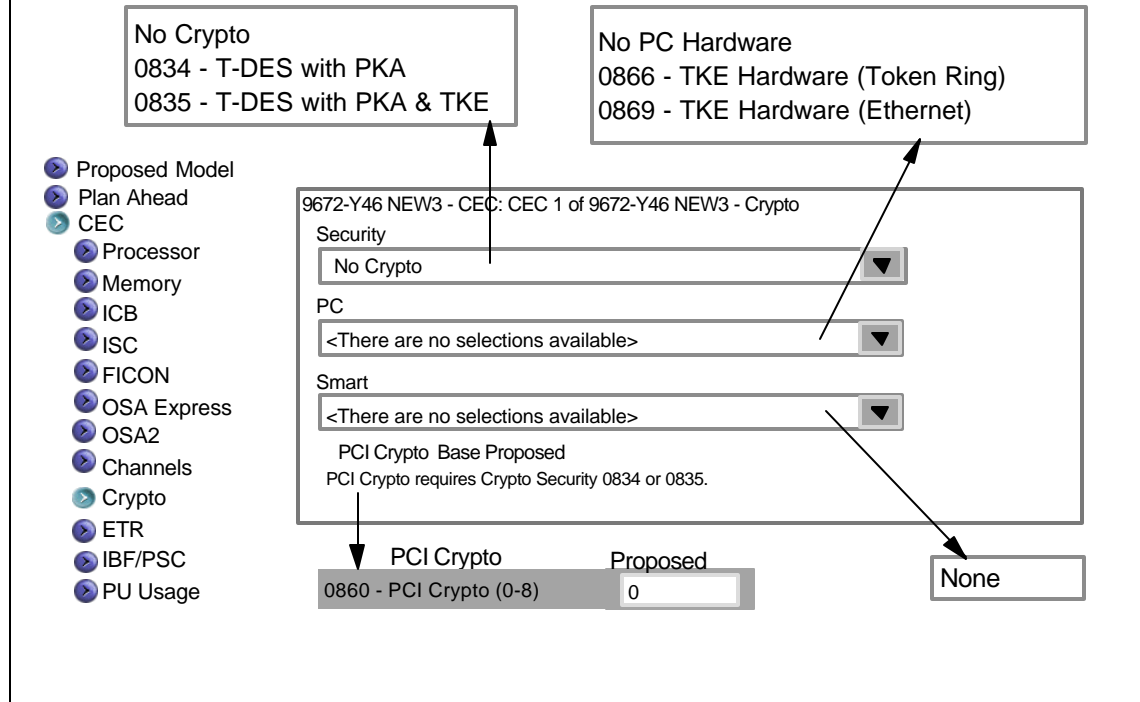 No Crypto
0834 - T-DES with PKA
0835 - T-DES with PKA & TKE
No PC Hardware
0866 - TKE Hardware (Token Ring)
0869 - TKE Hardware (Ethernet)
Proposed Model
Plan Ahead
CEC
Processor
Memory
ICB
ISC
FICON
OSA Express
OSA2
Channels
Crypto
ETR
IBF/PSC
PU Usage
9672-Y46 NEW3 - CEC: CEC 1 of 9672-Y46 NEW3 - Crypto
Security
No Crypto
PC
<There are no selections available>
Smart
<There are no selections available>
PCI Crypto Base Proposed
PCI Crypto requires Crypto Security 0834 or 0835.
PCI Crypto Proposed
0860 - PCI Crypto (0-8) 0
None